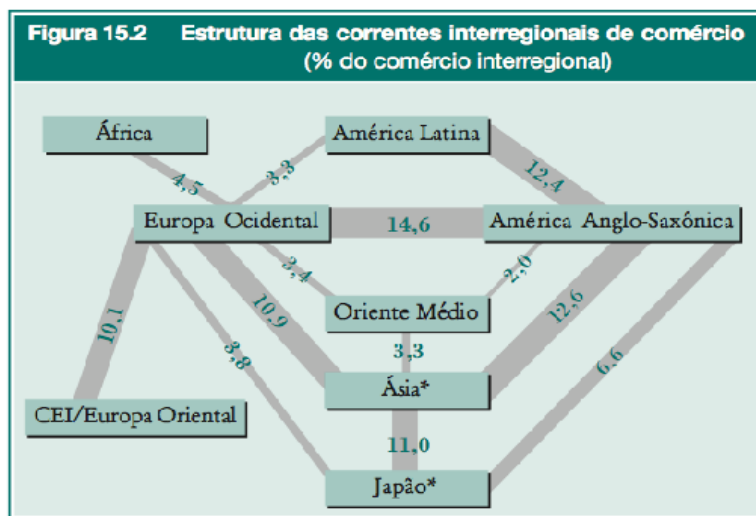 Figura 15.2 Estrutura das correntes interregionais de comércio
(% do comércio interregional)
África
América Latina
4,5
3,3
12,4
Europa Ocidental
14,6
América Anglo-Saxônica
3,4
2,0
10,1
10,9
Oriente Médio
12,6
3,8
3,3
6,6
Ásia*
CEI/Europa Oriental
11,0
Japão*